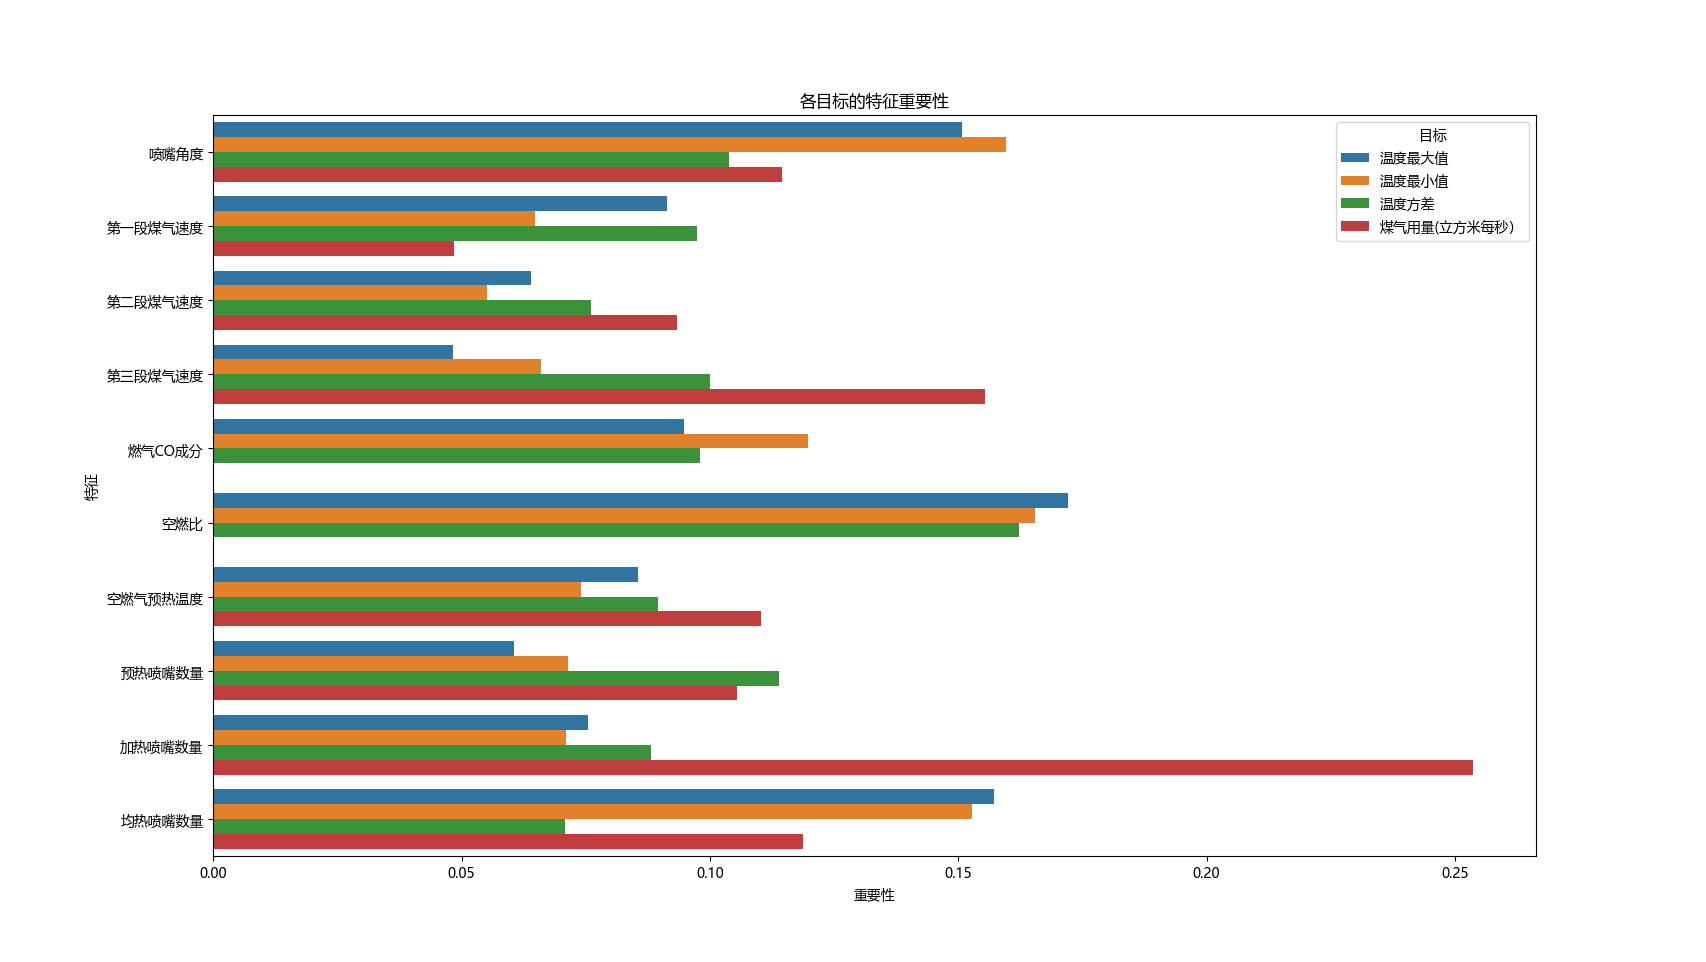 各目标的特征重要性
目标
温度最大值
温度最小值
温度方差
煤气用量(立方米每秒）
特征
喷嘴角度
第一段煤气速度
第二段煤气速度
第三段煤气速度
燃气CO成分
空燃比
空燃气预热温度
预热喷嘴数量
加热喷嘴数量
均热喷嘴数量
0.00 0.05 0.10 0.15 0.20 0.25
重要性